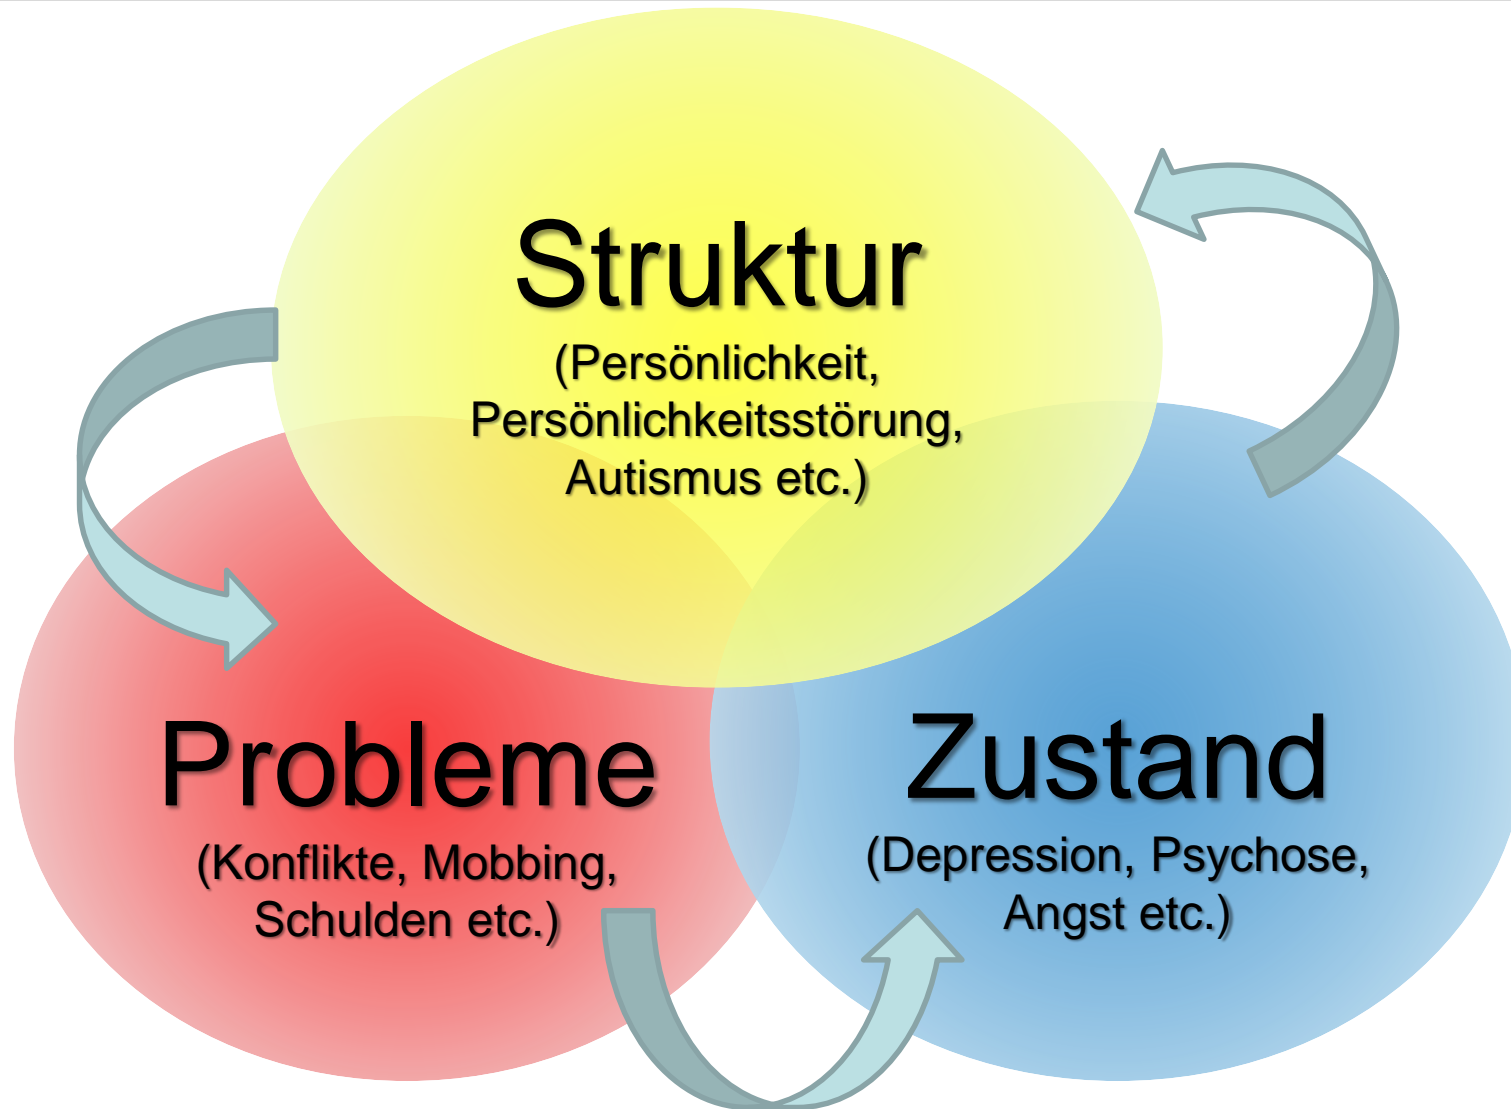 Struktur
(Persönlichkeit,
Persönlichkeitsstörung,
Autismus etc.)
Probleme
(Konflikte, Mobbing,
Schulden etc.)
Zustand
(Depression, Psychose,
Angst etc.)